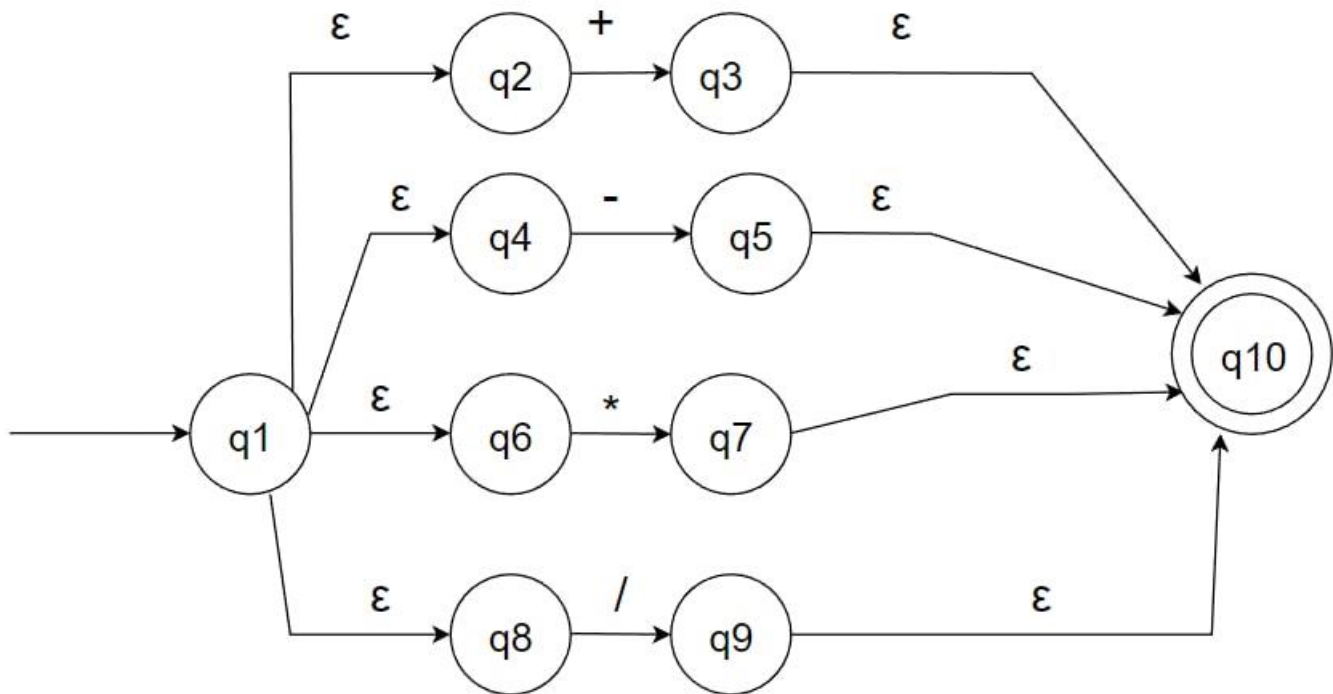 ε + ε
q2 q3
ε - ε
q4 q5
ε
q10
ε *
q1 q6 q7
ε / ε
q8 q9